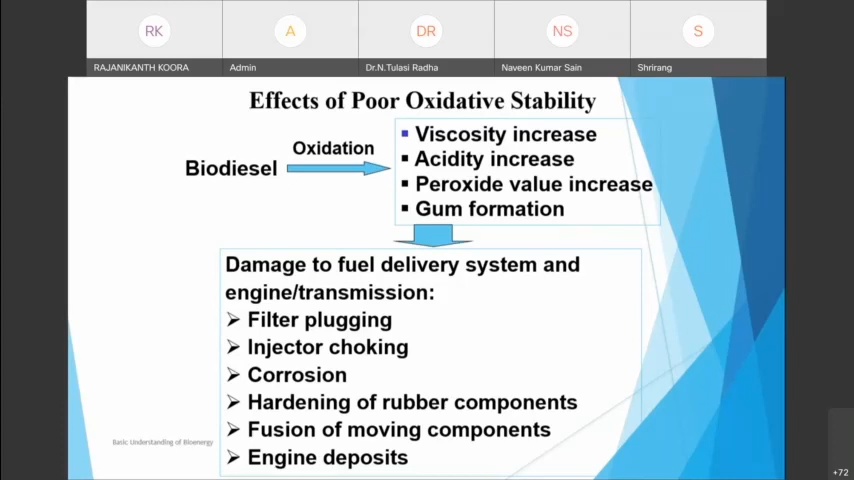 RK
A
DR
NS
S
RAJANIKANTH KOORA
Admin
Dr.N.Tulasi Radha
Naveen Kumar Sain
Shrirang
Effects of Poor Oxidative Stability
Oxidation
Biodiesel
▪ Viscosity increase
▪ Acidity increase
▪ Peroxide value increase
▪ Gum formation
Damage to fuel delivery system and
engine/transmission:
➢ Filter plugging
➢ Injector choking
➢ Corrosion
➢ Hardening of rubber components
➢ Fusion of moving components
➢ Engine deposits
Basic Understanding of Bioenergy
+72